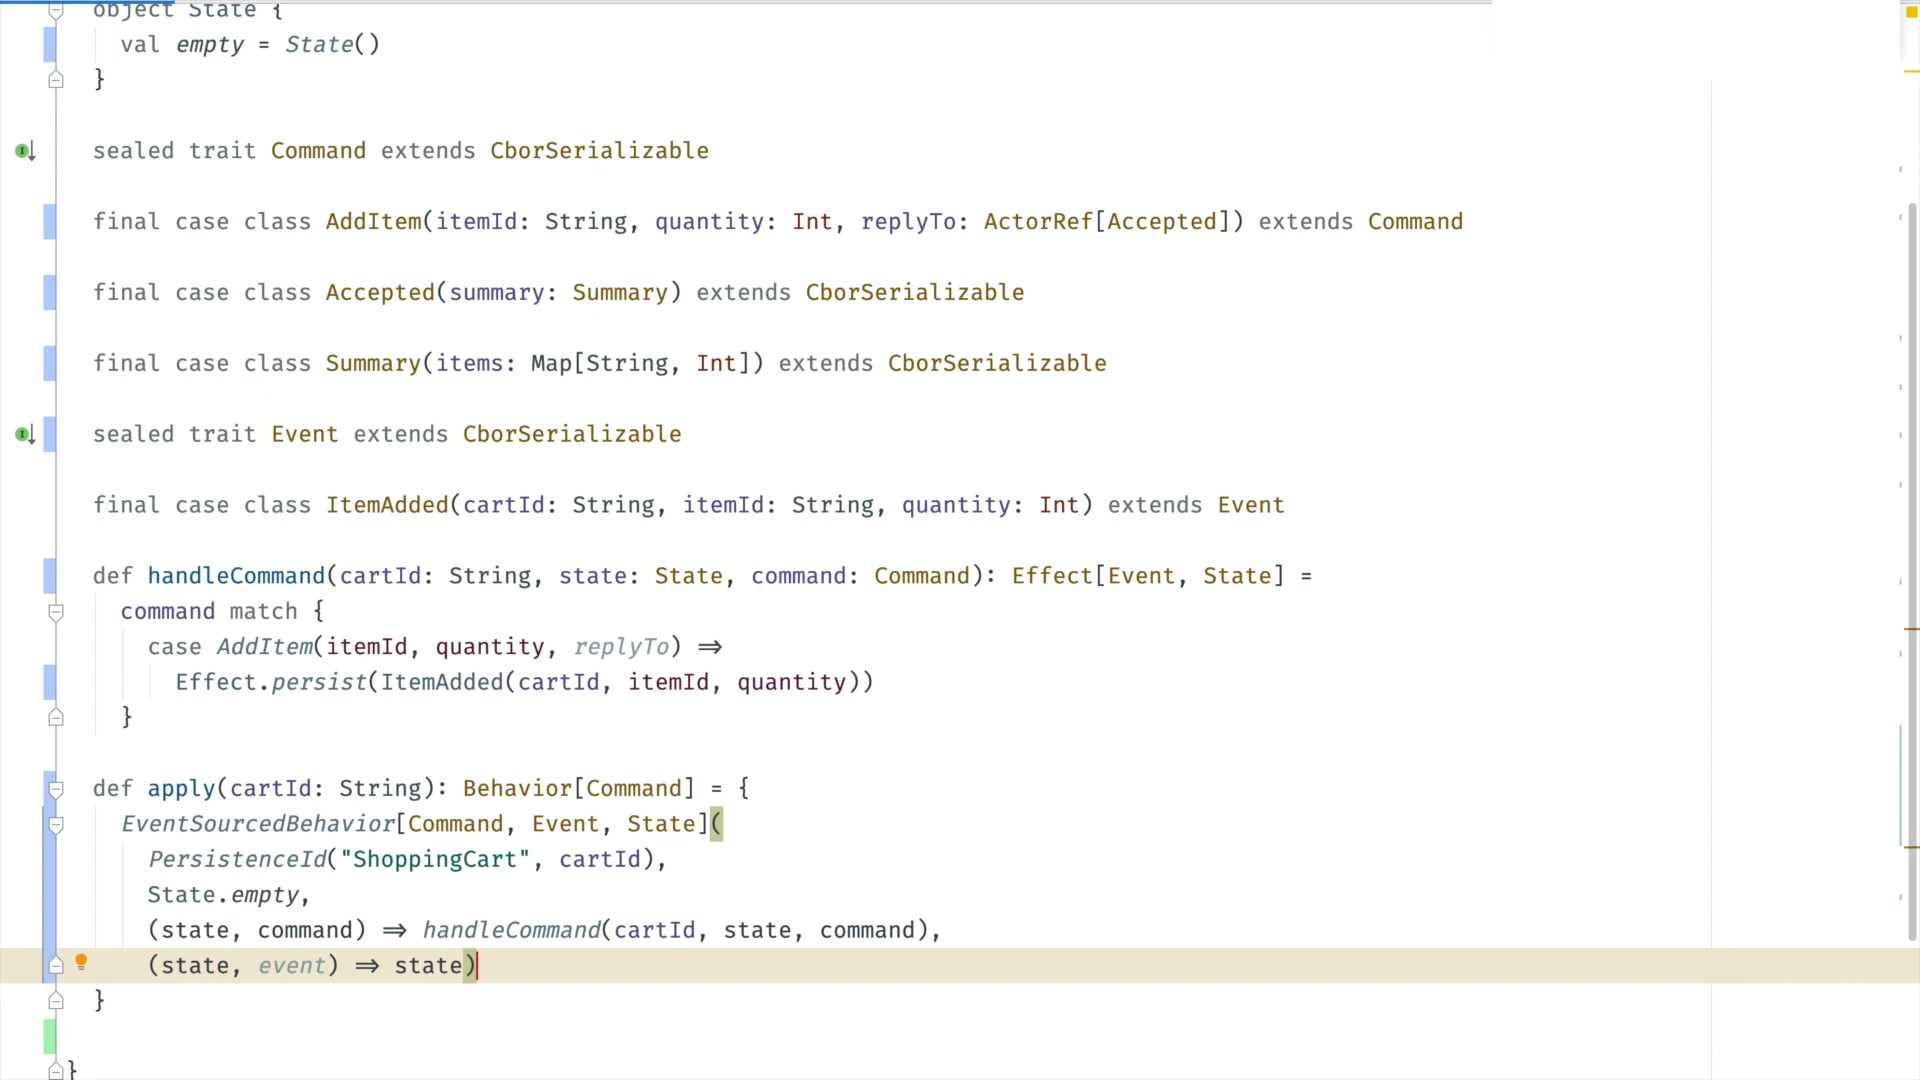 object State {
val empty = State()
}
sealed trait Command extends CborSerializable
final case class AddItem(itemId: String, quantity: Int, replyTo: ActorRef[Accepted]) extends Command
final case class Accepted(summary: Summary) extends CborSerializable
final case class Summary(items: Map[String, Int]) extends CborSerializable
sealed trait Event extends CborSerializable
final case class ItemAdded(cartId: String, itemId: String, quantity: Int) extends Event
def handleCommand(cartId: String, state: State, command: Command): Effect[Event, State] =
command match {
case AddItem(itemId, quantity, replyTo) ⇒
Effect.persist(ItemAdded(cartId, itemId, quantity))
}
def apply(cartId: String): Behavior[Command] = {
EventSourcedBehavior[Command, Event, State](
PersistenceId("ShoppingCart", cartId),
State.empty,
(state, command) ⇒ handleCommand(cartId, state, command),
(state, event) ⇒ state)
}
}